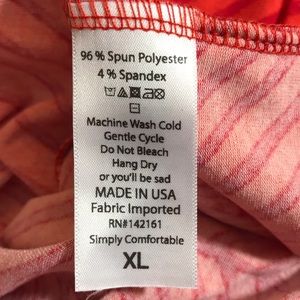 96% Spun Polyester
4% Spandex
Machine Wash Cold
Gentle Cycle
Do Not Bleach
Hang Dry
or you'll be sad
MADE IN USA
Fabric Imported
RN#142161
Simply Comfortable
XL